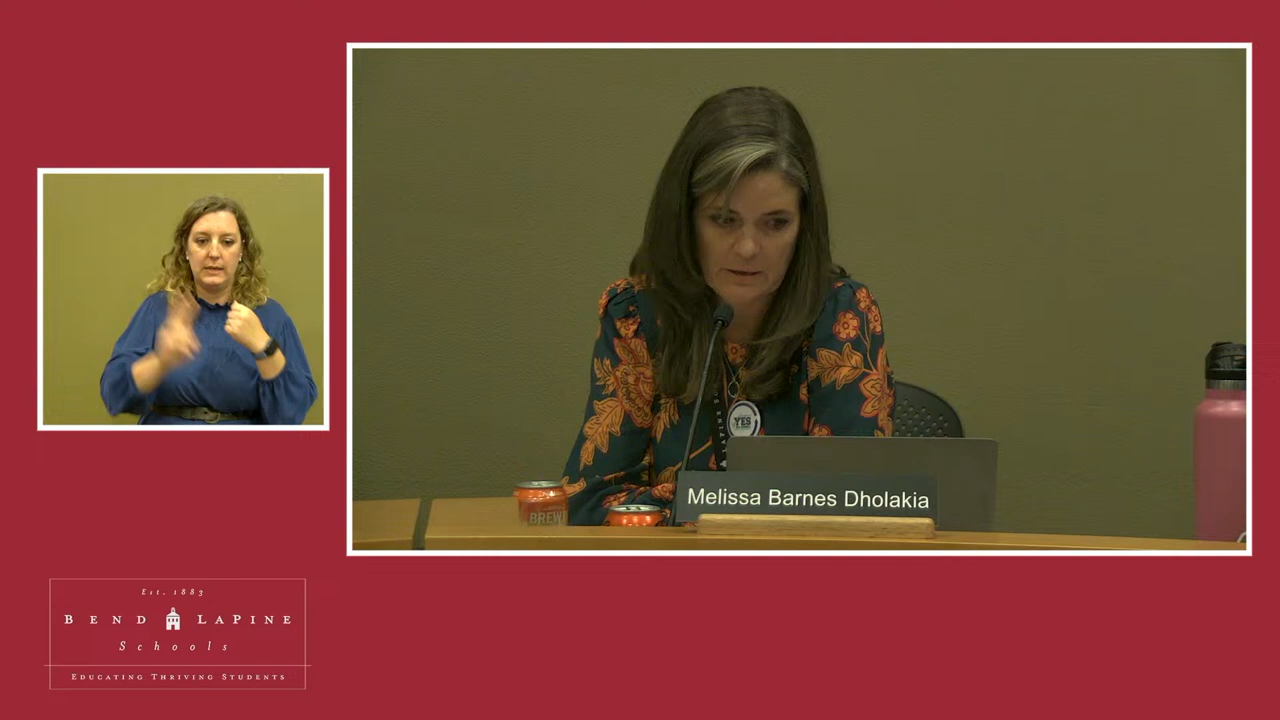 YES
BREW
Melissa Barnes Dholakia
Est. 1883
BEND LAPINE
Schools
EDUCATING THRIVING STUDENTS